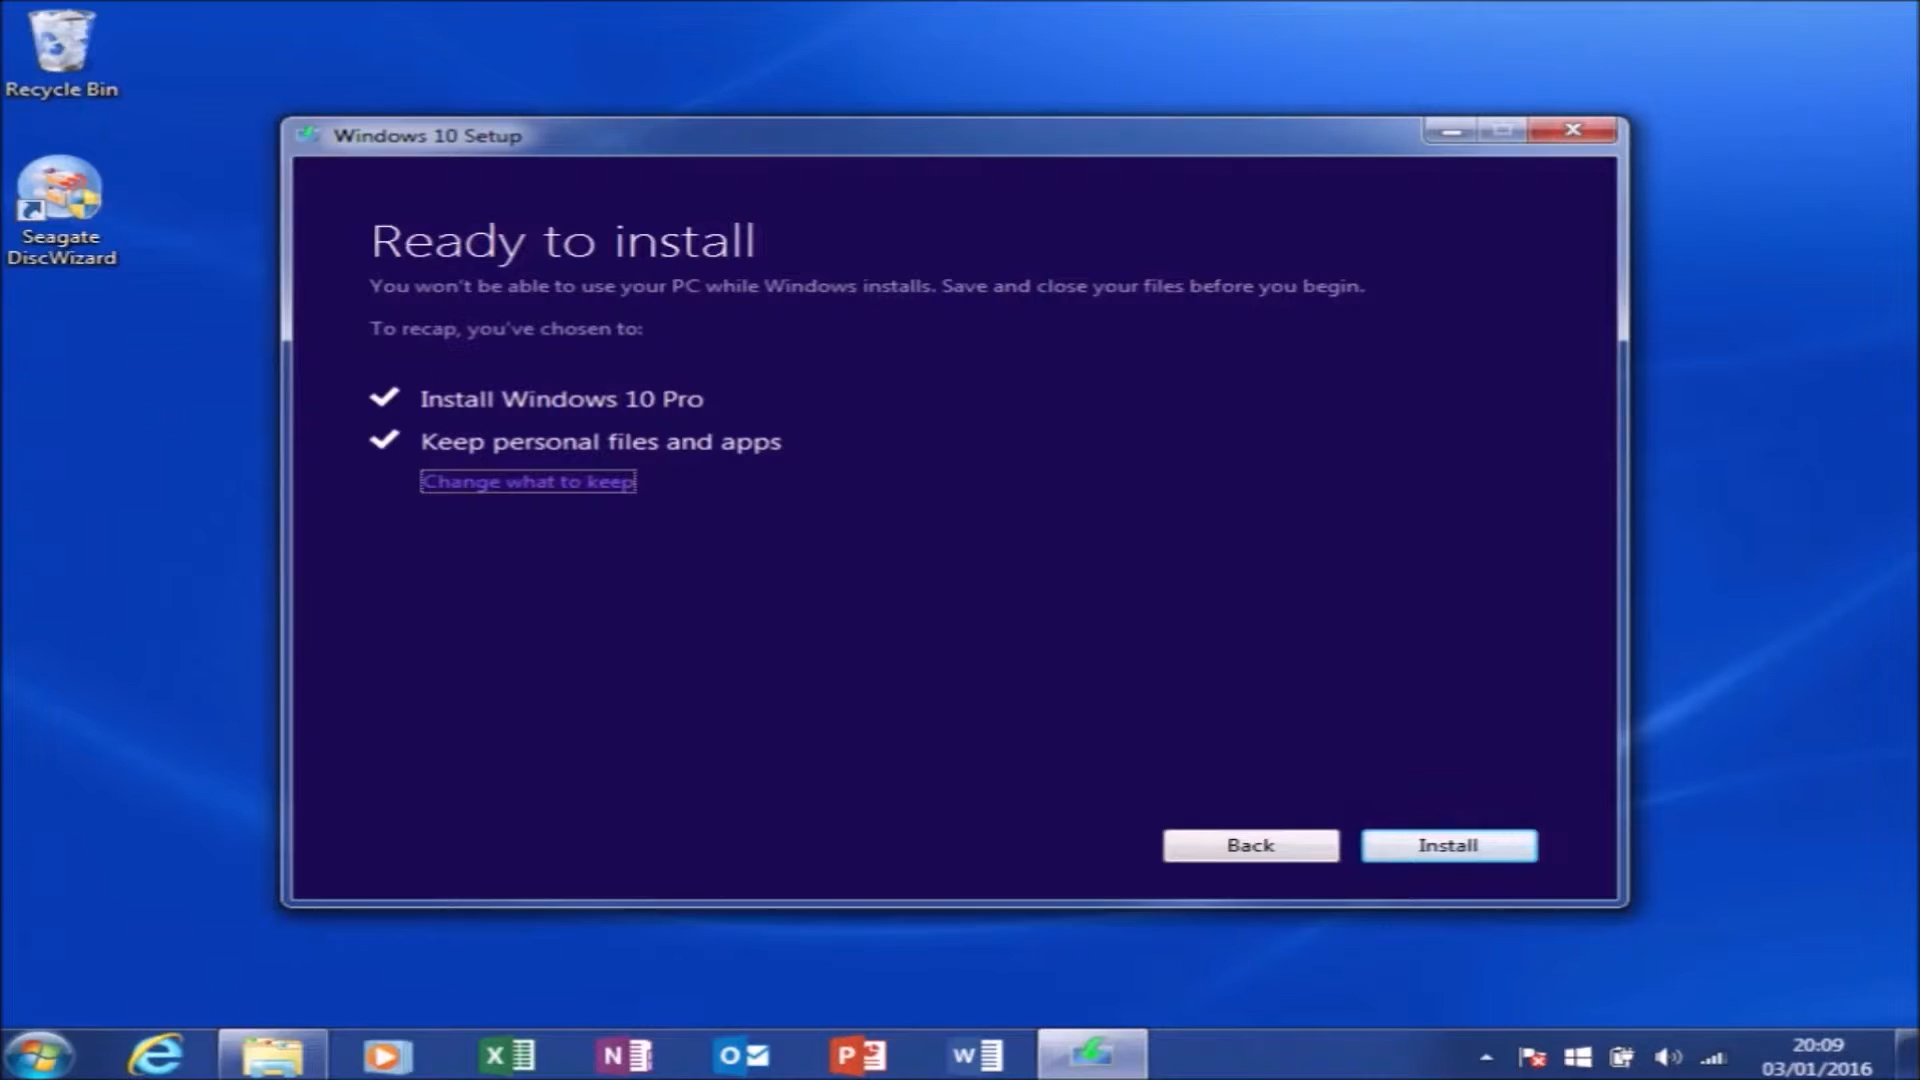 Recycle Bin
Seagate
DiscWizard
Windows 10 Setup
Ready to install
You won't be able to use your PC while Windows installs. Save and close your files before you begin.
To recap, you've chosen to:
Install Windows 10 Pro
Keep personal files and apps
Change what to keep
Back
Install
20:09
03/01/2016